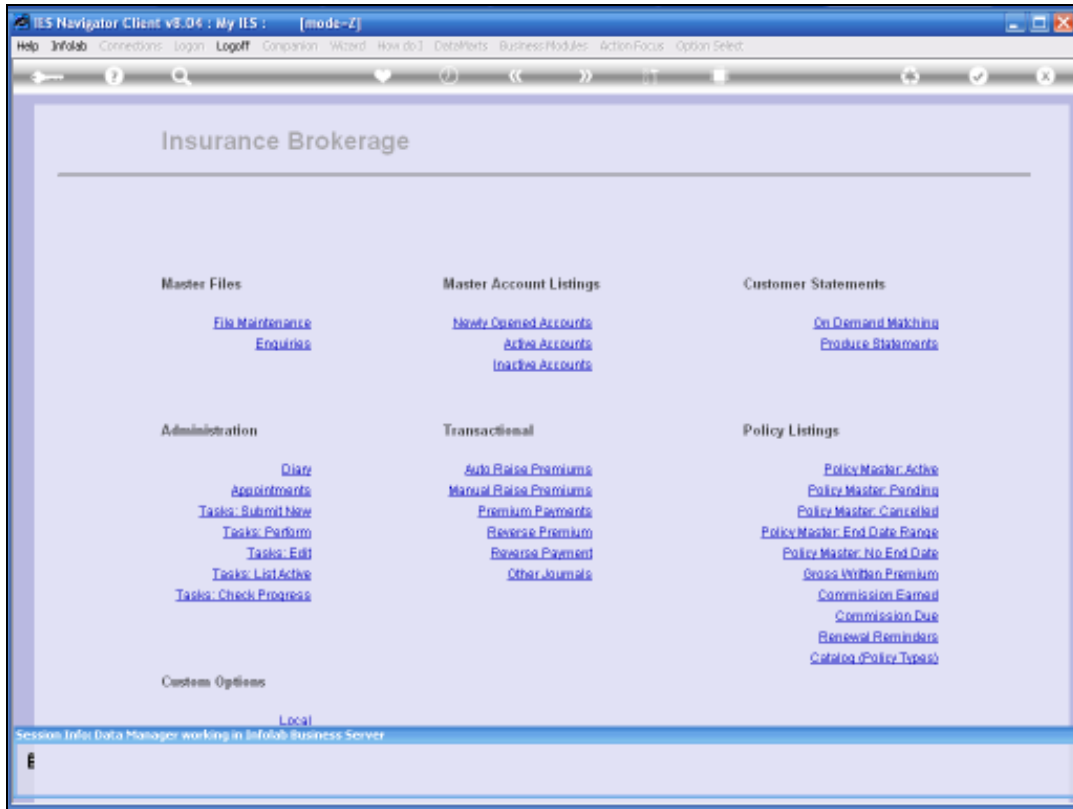 IES Navigator Client v8.04 : My IES : [mode=Z]
Help Infolab Connections Logon Logoff Companion Wizard How do I DataAlerts Business Modules Action Focus Option Select
Insurance Brokerage
Master Files
Master Account Listings
Customer Statements
File Maintenance
Newly Opened Accounts
On Demand Matching
Enquiries
Active Accounts
Produce Statements
Inactive Accounts
Administration
Transactional
Policy Listings
Diary
Auto Raise Premiums
Policy Master: Active
Appointments
Manual Raise Premiums
Policy Master: Pending
Tasks: Submit New
Premium Payments
Policy Master: Cancelled
Tasks: Perform
Reverse Premium
Policy Master: End Date Range
Tasks: Edit
Reverse Payment
Policy Master: No End Date
Tasks: List Active
Other Journals
Gross Written Premium
Tasks: Check Progress
Commission Earned
Commission Due
Renewal Reminders
Catalog (Policy Types)
Custom Options
Local
Session Info: Data Manager working in Infolab Business Server